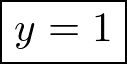 y = 1